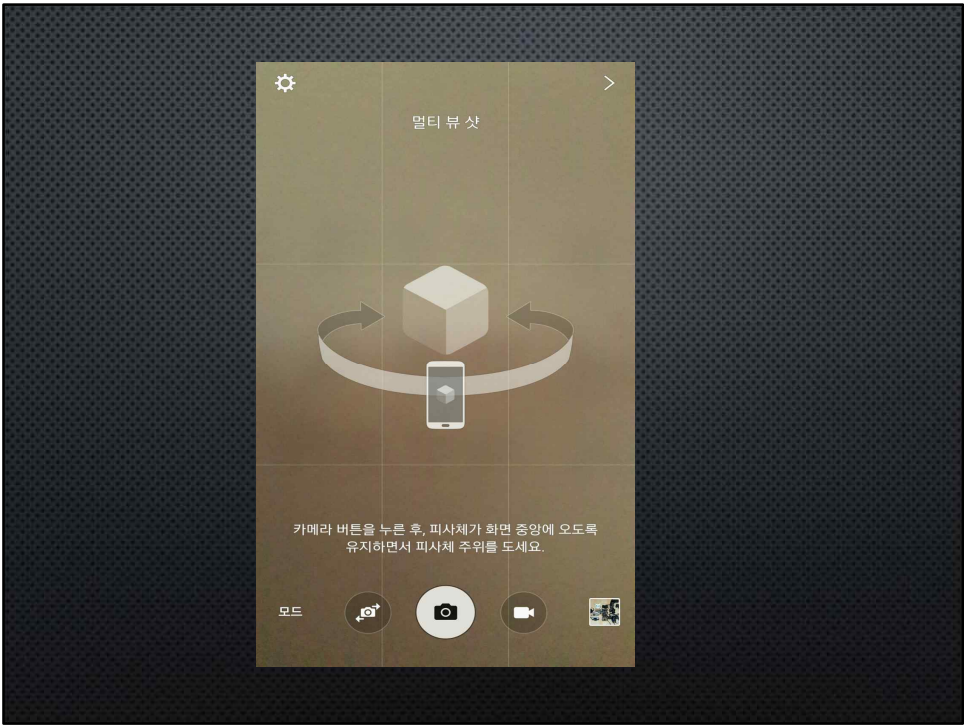 멀티 뷰 샷
카메라 버튼을 누른 후, 피사체가 화면 중앙에 오도록
유지하면서 피사체 주위를 도세요.
모드